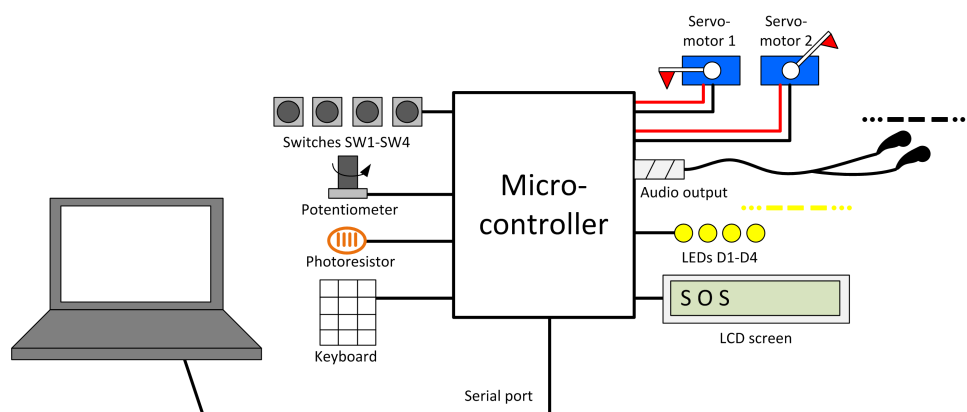 Servo-
motor 1
Servo-
motor 2
Switches SW1-SW4
Potentiometer
Photoresistor
Keyboard
Micro-
controller
Audio output
LEDs D1-D4
S O S
LCD screen
Serial port